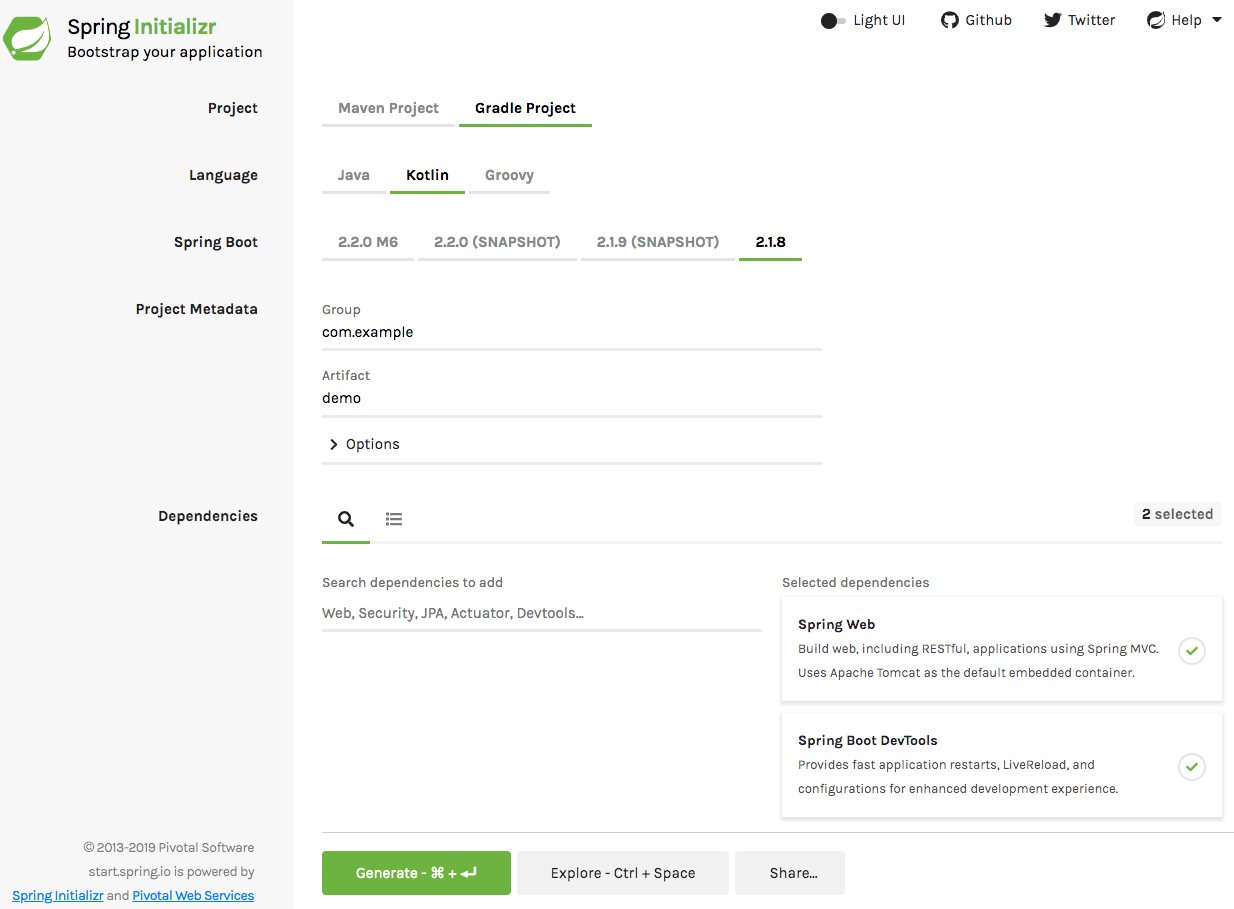 Spring Initializr
Bootstrap your application
Light UI
Github
Twitter
Help
Project
Maven Project
Gradle Project
Language
Java
Kotlin
Groovy
Spring Boot
2.2.0 M6
2.2.0 (SNAPSHOT)
2.1.9 (SNAPSHOT)
2.1.8
Project Metadata
Group
com.example
Artifact
demo
Options
Dependencies
2 selected
Search dependencies to add
Web, Security, JPA, Actuator, Devtools...
Selected dependencies
Spring Web
Build web, including RESTful, applications using Spring MVC.
Uses Apache Tomcat as the default embedded container.
Spring Boot DevTools
Provides fast application restarts, LiveReload, and
configurations for enhanced development experience.
© 2013-2019 Pivotal Software
start.spring.io is powered by
Spring Initializr and Pivotal Web Services
Generate - ⌘ + ↵
Explore - Ctrl + Space
Share...